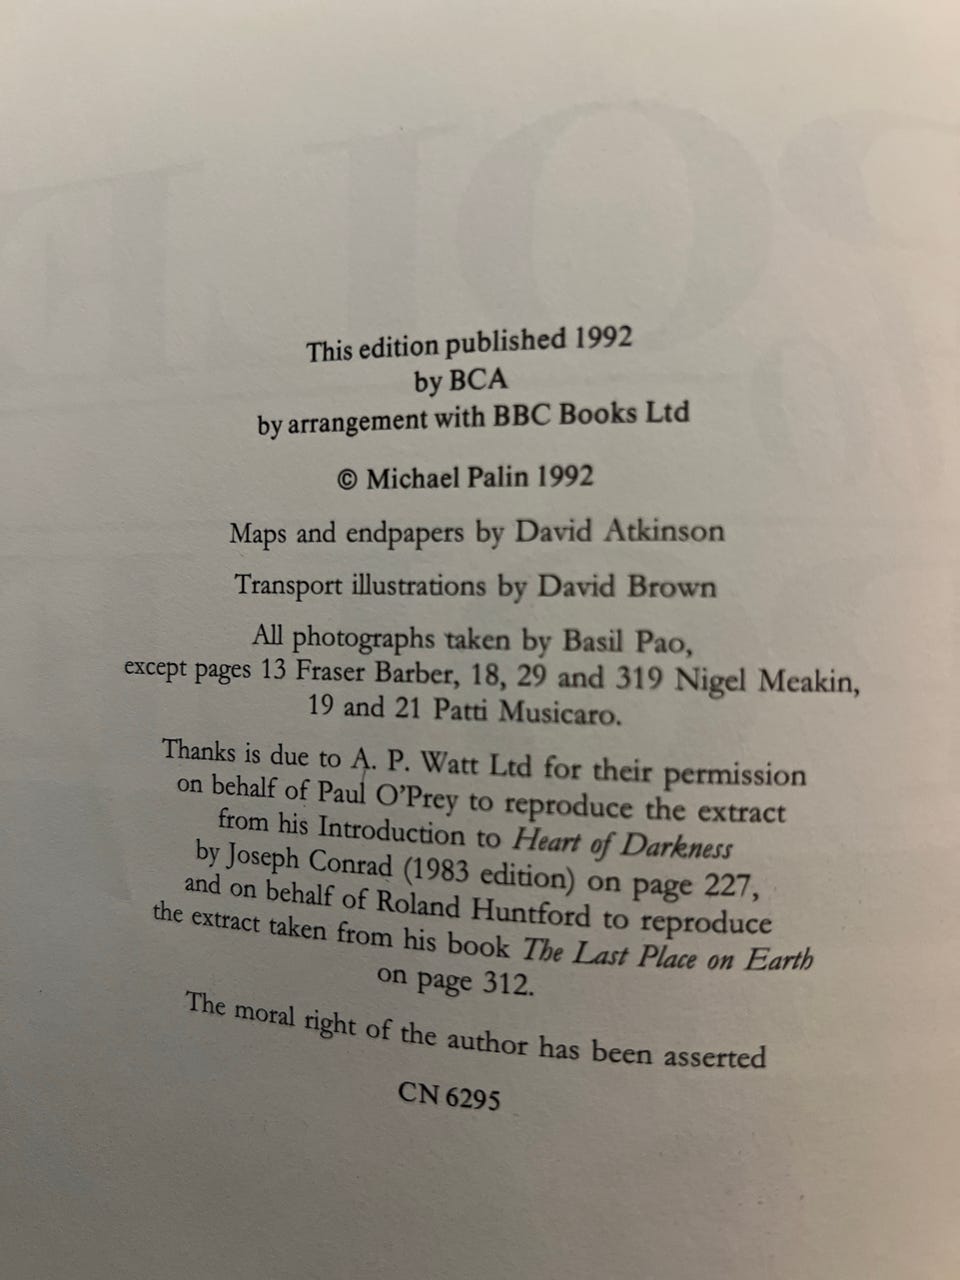 This edition published 1992
by BCA
by arrangement with BBC Books Ltd
© Michael Palin 1992
Maps and endpapers by David Atkinson
Transport illustrations by David Brown
All photographs taken by Basil Pao,
except pages 13 Fraser Barber, 18, 29 and 319 Nigel Meakin,
19 and 21 Patti Musicaro.
Thanks is due to A. P. Watt Ltd for their permission
on behalf of Paul O'Prey to reproduce the extract
from his Introduction to Heart of Darkness
by Joseph Conrad (1983 edition) on page 227,
and on behalf of Roland Huntford to reproduce
the extract taken from his book The Last Place on Earth
on page 312.
The moral right of the author has been asserted
CN 6295